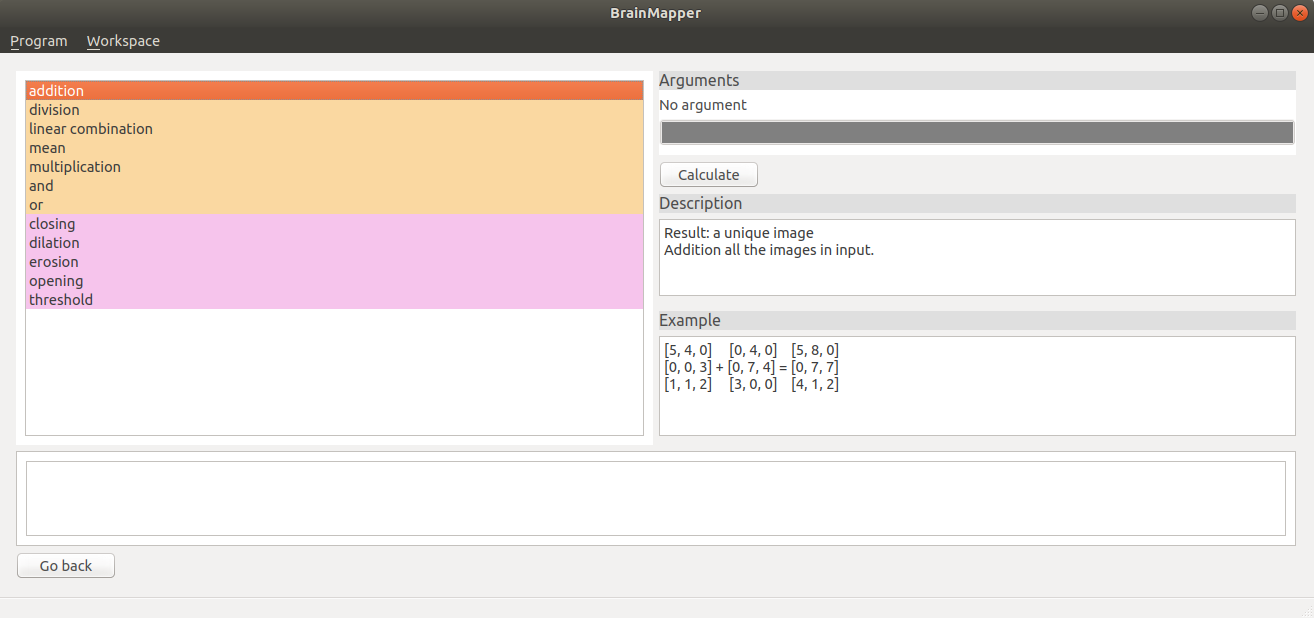 BrainMapper
Program Workspace
addition
division
linear combination
mean
multiplication
and
or
closing
dilation
erosion
opening
threshold
Arguments
No argument
Calculate
Description
Result: a unique image
Addition all the images in input.
Example
[5, 4, 0] [0, 4, 0] [5, 8, 0]
[0, 0, 3] + [0, 7, 4] = [0, 7, 7]
[1, 1, 2] [3, 0, 0] [4, 1, 2]
Go back